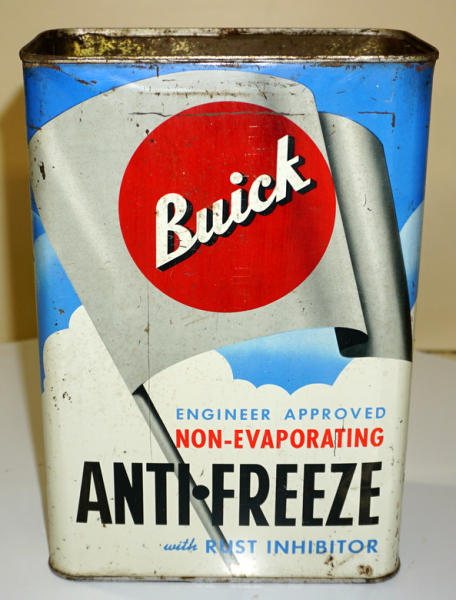 Buick
ENGINEER APPROVED
NON-EVAPORATING
ANTI•FREEZE
with RUST INHIBITOR